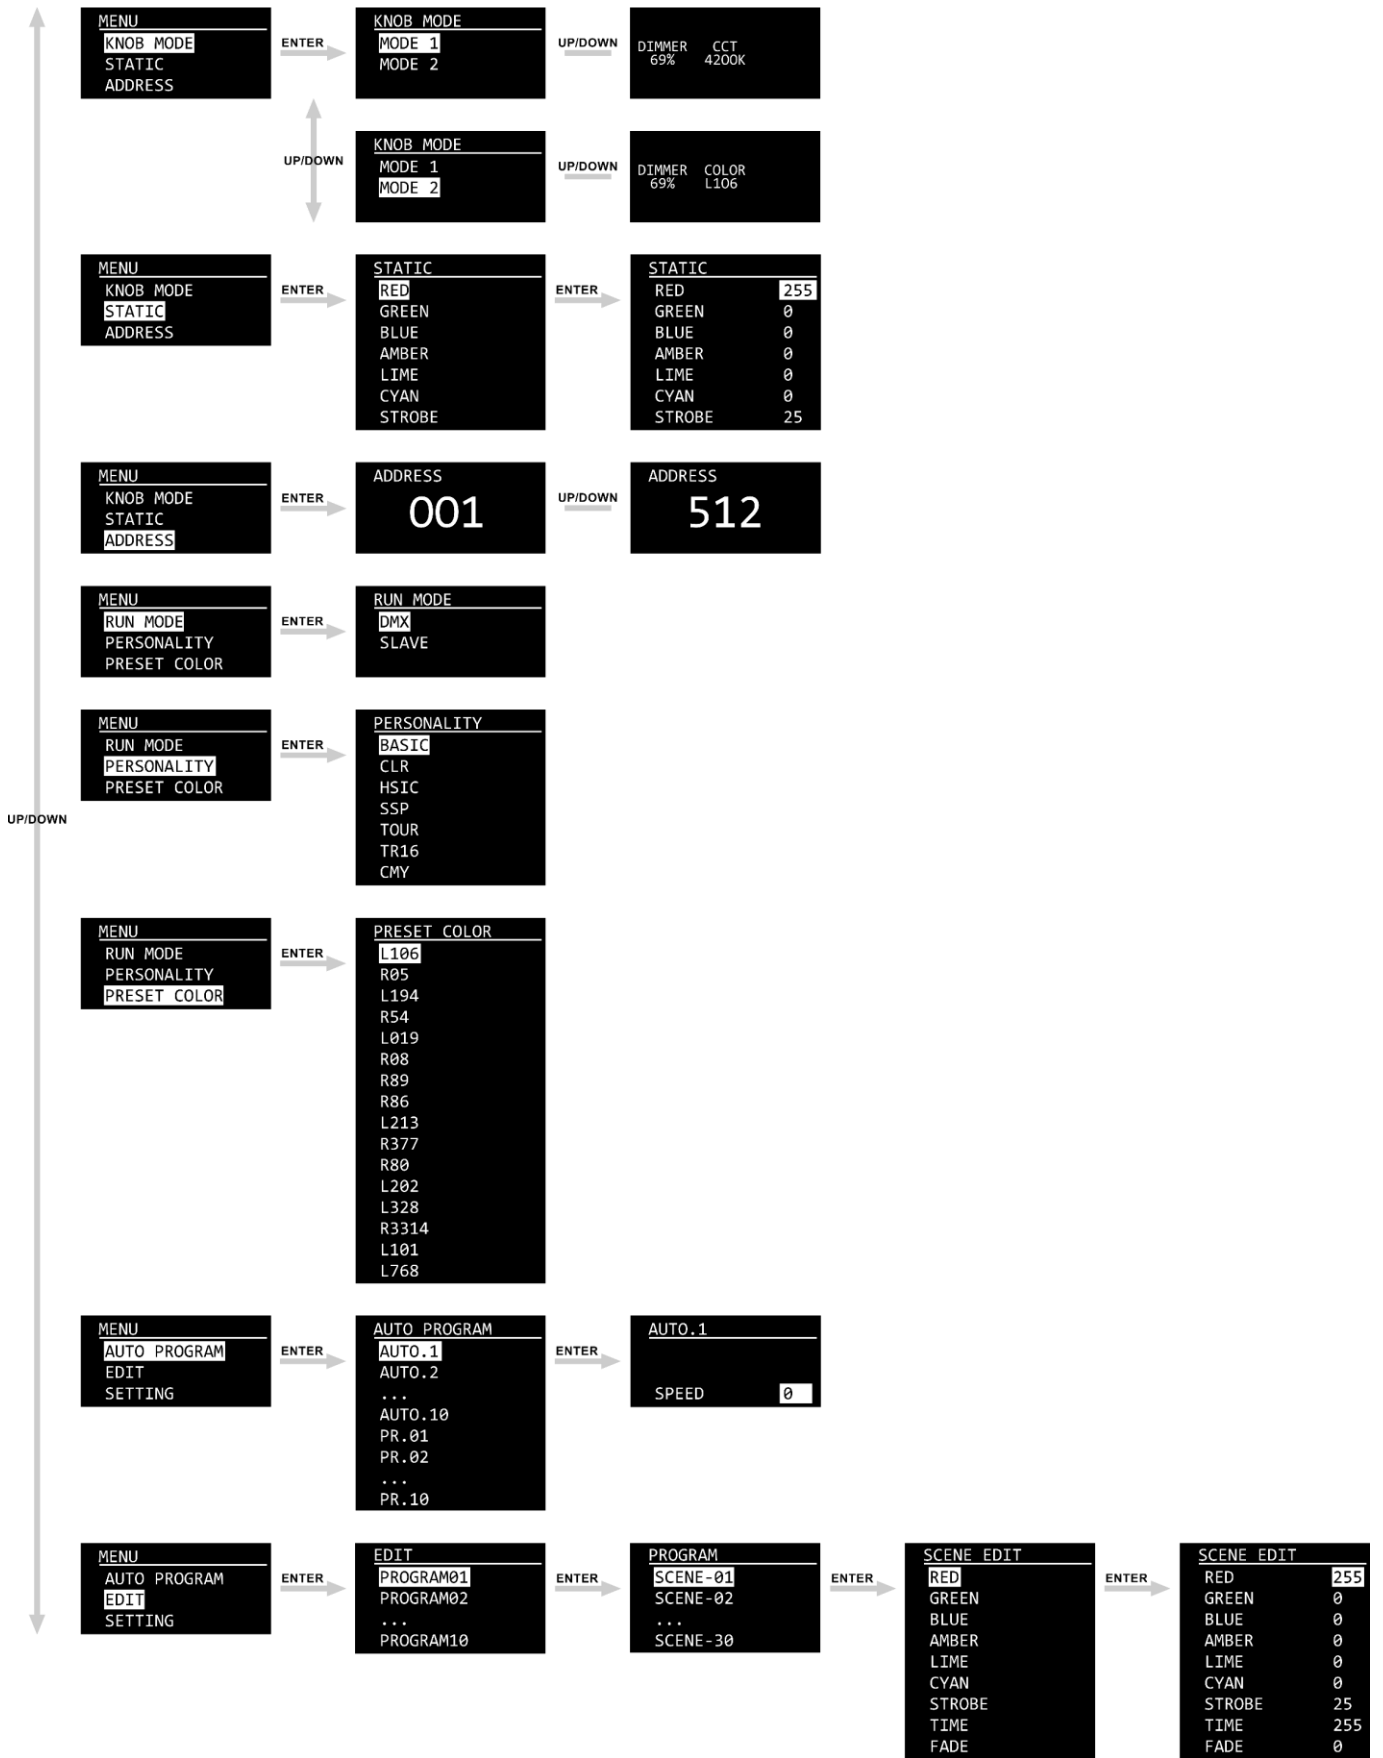 MENU
KNOB MODE
STATIC
ADDRESS
ENTER
KNOB MODE
MODE 1
MODE 2
UP/DOWN
DIMMER CCT
69% 4200K
UP/DOWN
KNOB MODE
MODE 1
MODE 2
UP/DOWN
DIMMER COLOR
69% L106
MENU
KNOB MODE
STATIC
ADDRESS
ENTER
STATIC
RED
GREEN
BLUE
AMBER
LIME
CYAN
STROBE
ENTER
STATIC
RED 255
GREEN 0
BLUE 0
AMBER 0
LIME 0
CYAN 0
STROBE 25
MENU
KNOB MODE
STATIC
ADDRESS
ENTER
ADDRESS
001
UP/DOWN
ADDRESS
512
MENU
RUN MODE
PERSONALITY
PRESET COLOR
ENTER
RUN MODE
DMX
SLAVE
MENU
RUN MODE
PERSONALITY
PRESET COLOR
ENTER
PERSONALITY
BASIC
CLR
HSIC
SSP
TOUR
TR16
CMY
UP/DOWN
MENU
RUN MODE
PERSONALITY
PRESET COLOR
ENTER
PRESET COLOR
L106
R05
L194
R54
L019
R08
R89
R86
L213
R377
R80
L202
L328
R3314
L101
L768
MENU
AUTO PROGRAM
EDIT
SETTING
ENTER
AUTO PROGRAM
AUTO.1
AUTO.2
...
AUTO.10
PR.01
PR.02
...
PR.10
ENTER
AUTO.1
SPEED 0
MENU
AUTO PROGRAM
EDIT
SETTING
ENTER
EDIT
PROGRAM01
PROGRAM02
...
PROGRAM10
ENTER
PROGRAM
SCENE-01
SCENE-02
...
SCENE-30
ENTER
SCENE EDIT
RED
GREEN
BLUE
AMBER
LIME
CYAN
STROBE
TIME
FADE
ENTER
SCENE EDIT
RED 255
GREEN 0
BLUE 0
AMBER 0
LIME 0
CYAN 0
STROBE 25
TIME 255
FADE 0